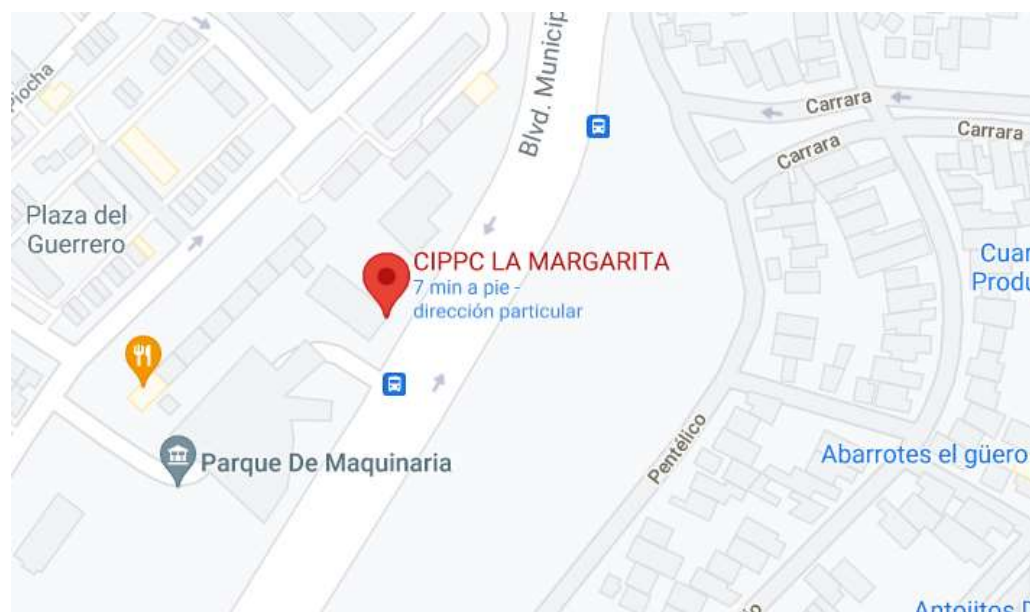 Piocha
Blvd. Municip
Carrara
Carrara
Carrara
Plaza del
Guerrero
CIPPC LA MARGARITA
7 min a pie -
dirección particular
Cuar
Produ
Pentélico
Abarrotes el güero
Parque De Maquinaria